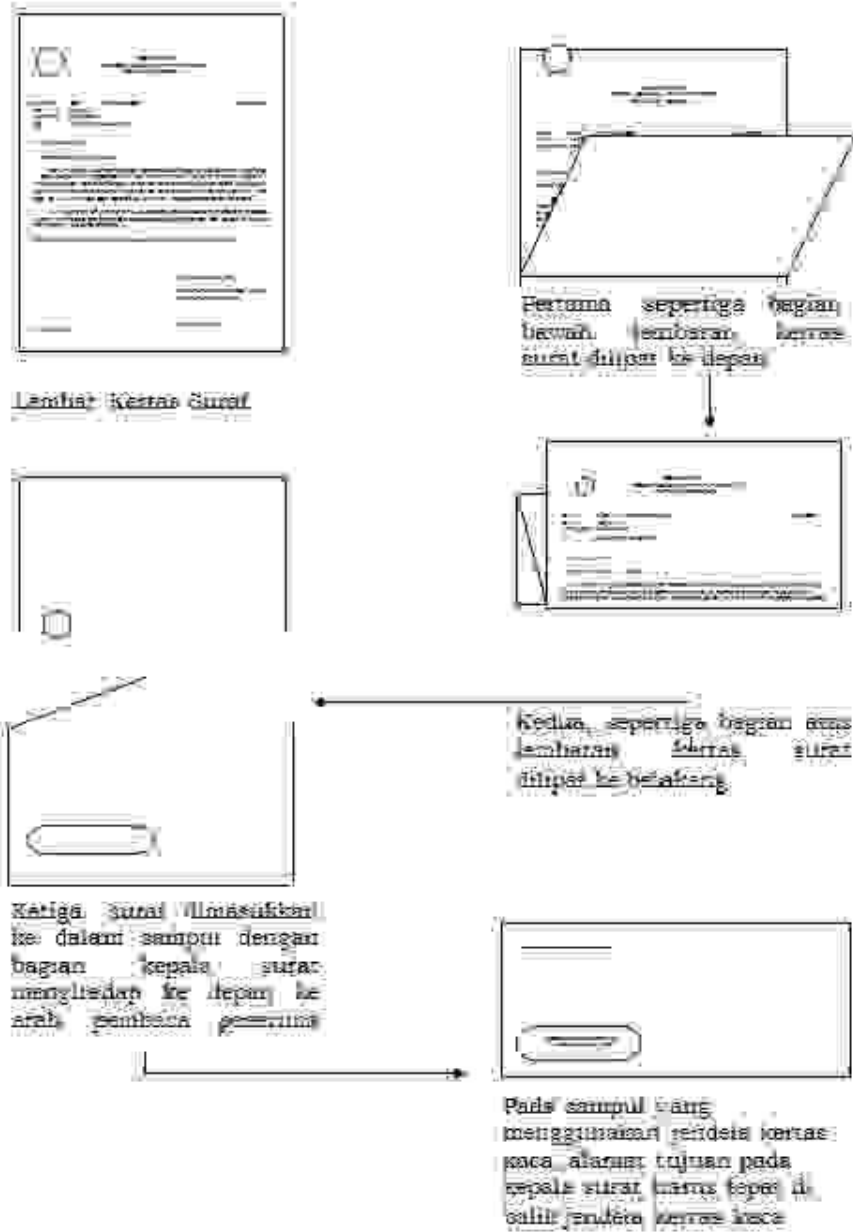 Lembar Kertas Surat
Pertama sepertiga bagian
bawah lembaran kertas
surat dilipat ke depan
Kedua, sepertiga bagian atas
lembaran kertas surat
dilipat ke belakang
Ketiga surat dimasukkan
ke dalam sampul dengan
bagian kepala surat
menghadap ke depan ke
arah pembaca penerima
Pada sampul yang
menggunakan jendela kertas
kaca, alamat tujuan pada
kepala surat harus tepat di
balik jendela kertas kaca